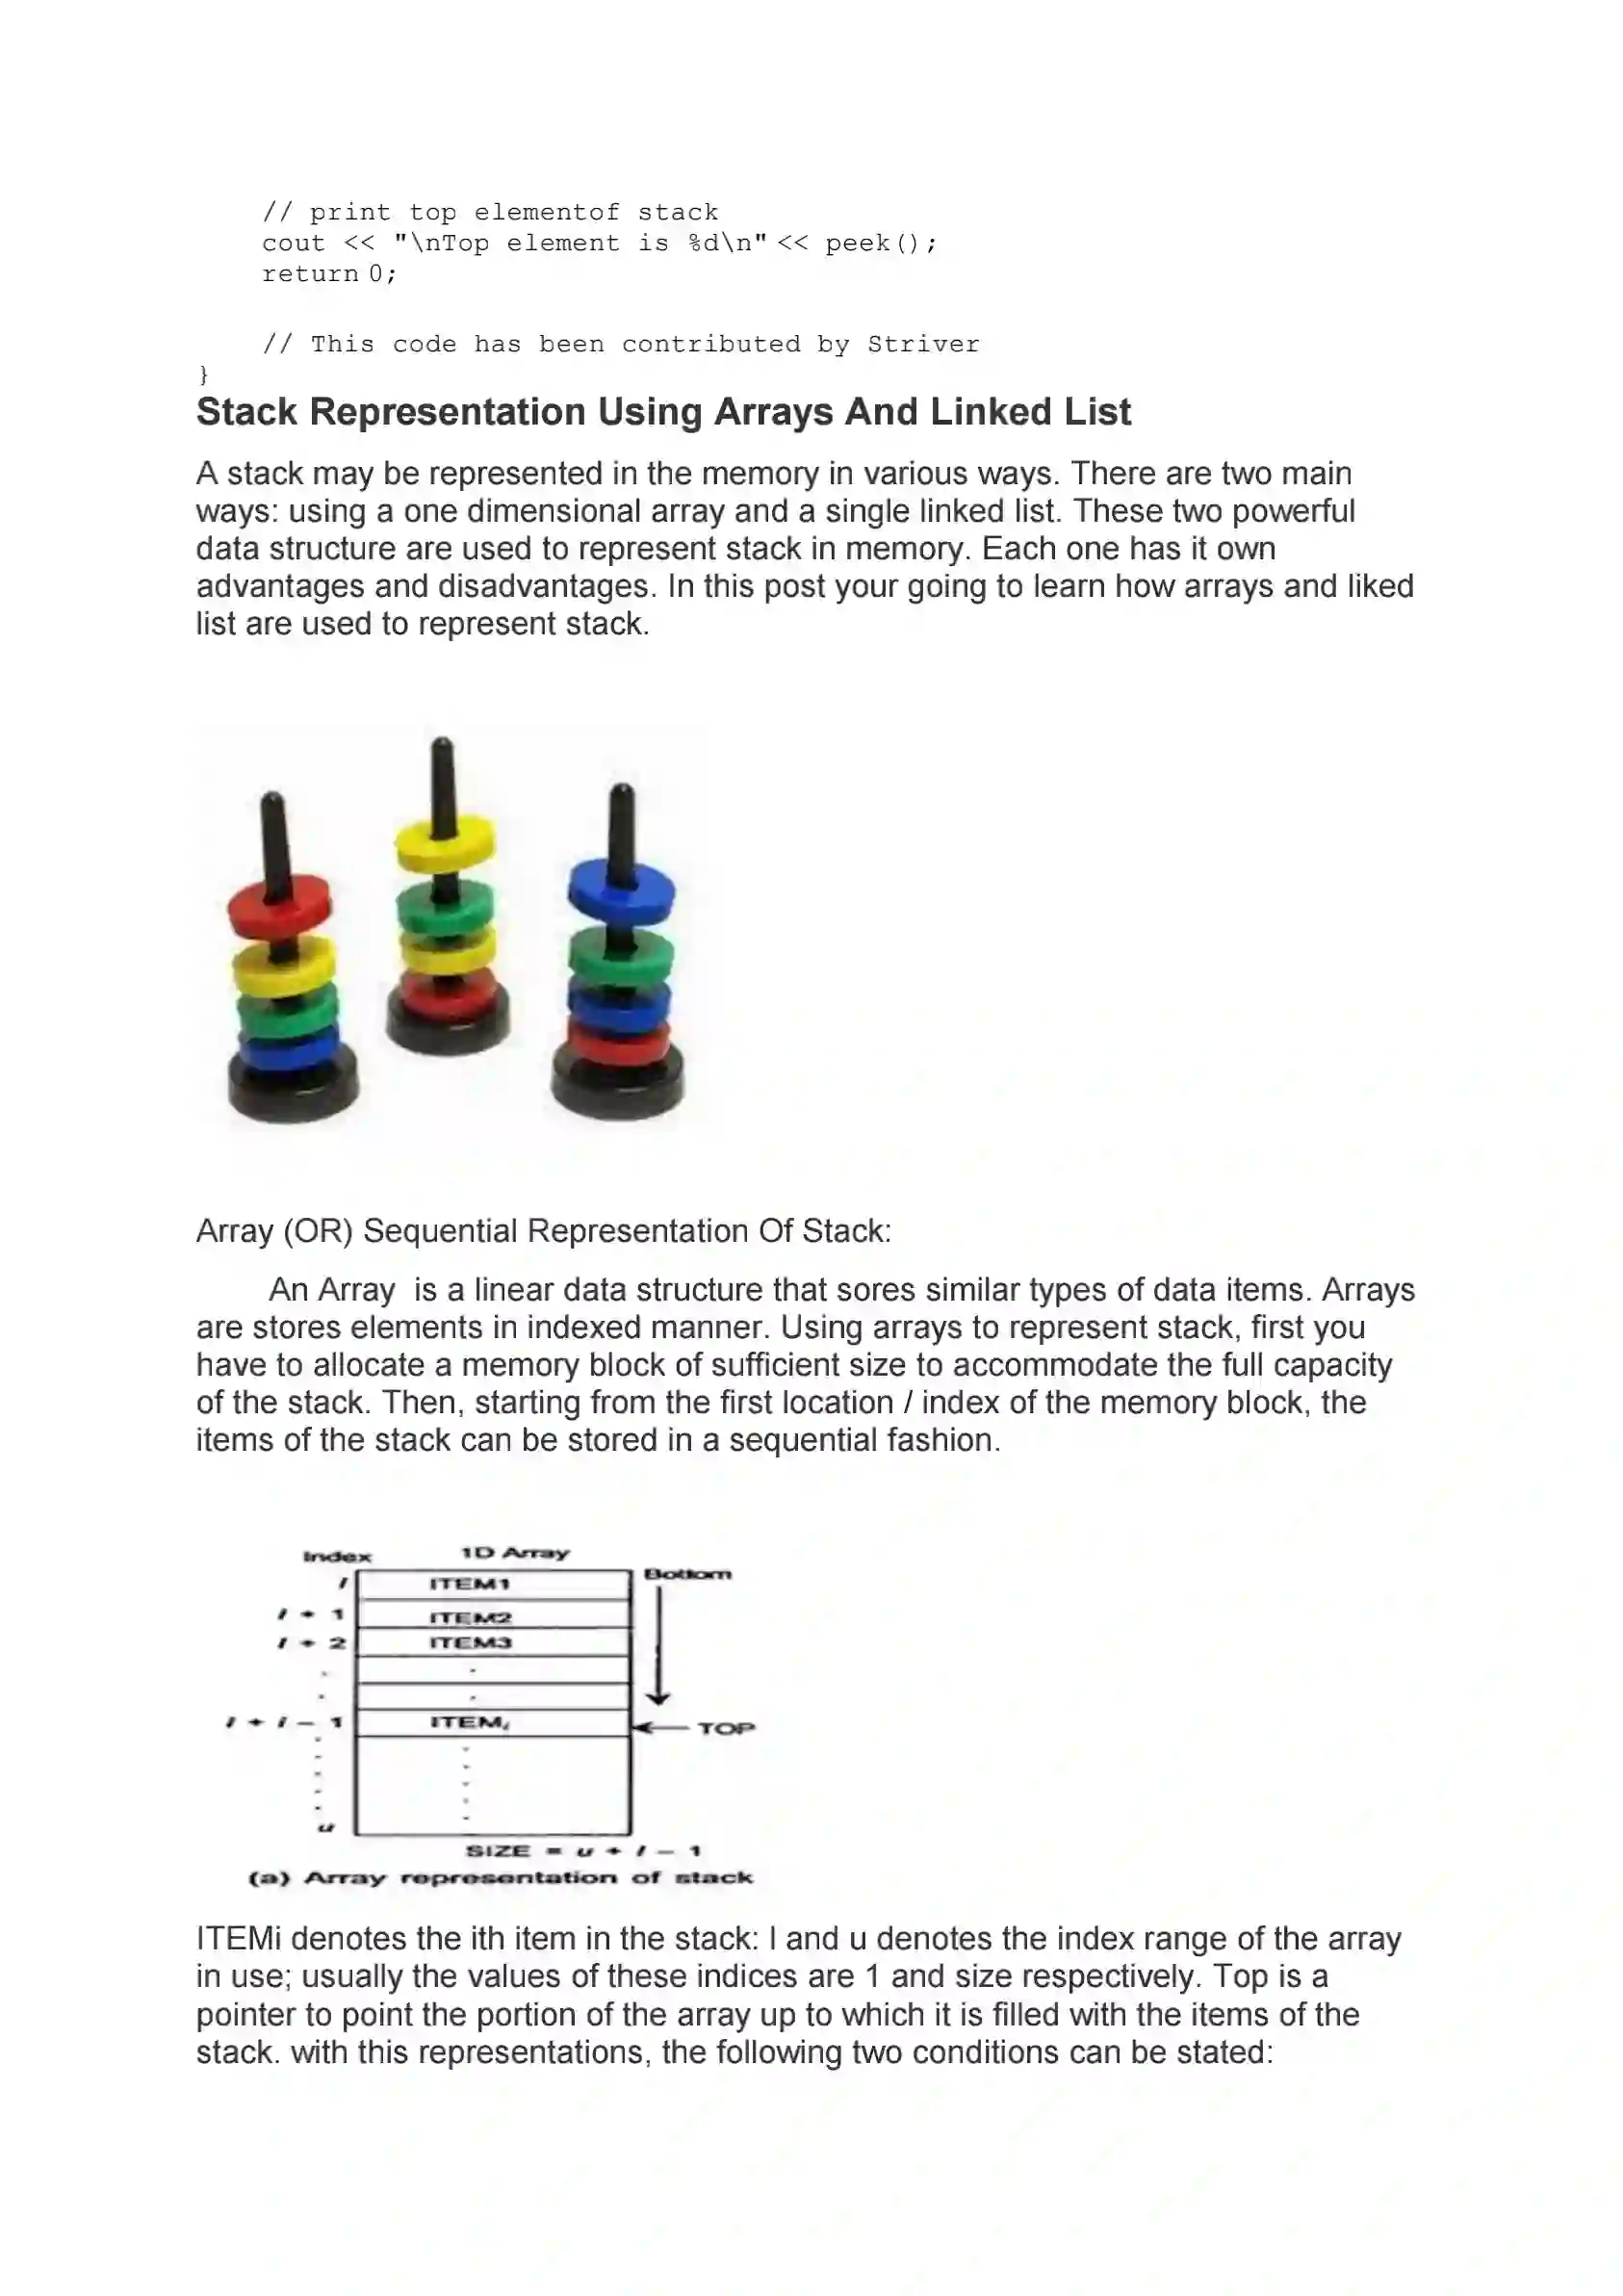 // print top elementof stack
cout << "\nTop element is %d\n" << peek();
return 0;
// This code has been contributed by Striver
}
Stack Representation Using Arrays And Linked List
A stack may be represented in the memory in various ways. There are two main
ways: using a one dimensional array and a single linked list. These two powerful
data structure are used to represent stack in memory. Each one has it own
advantages and disadvantages. In this post your going to learn how arrays and liked
list are used to represent stack.
Array (OR) Sequential Representation Of Stack:
An Array is a linear data structure that sores similar types of data items. Arrays
are stores elements in indexed manner. Using arrays to represent stack, first you
have to allocate a memory block of sufficient size to accommodate the full capacity
of the stack. Then, starting from the first location / index of the memory block, the
items of the stack can be stored in a sequential fashion.
Index 1D Array
l ITEM1 Bottom
l + 1 ITEM2
l + 2 ITEM3
. .
. .
l + i – 1 ITEMi TOP
. .
. .
. .
. .
. .
u
SIZE = u + l – 1
(a) Array representation of stack
ITEMi denotes the ith item in the stack: l and u denotes the index range of the array
in use; usually the values of these indices are 1 and size respectively. Top is a
pointer to point the portion of the array up to which it is filled with the items of the
stack. with this representations, the following two conditions can be stated: